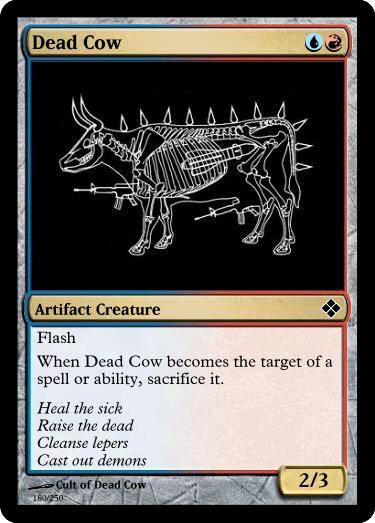 Dead Cow
Artifact Creature
Flash
When Dead Cow becomes the target of a
spell or ability, sacrifice it.
Heal the sick
Raise the dead
Cleanse lepers
Cast out demons
Cult of Dead Cow
180/250
2/3